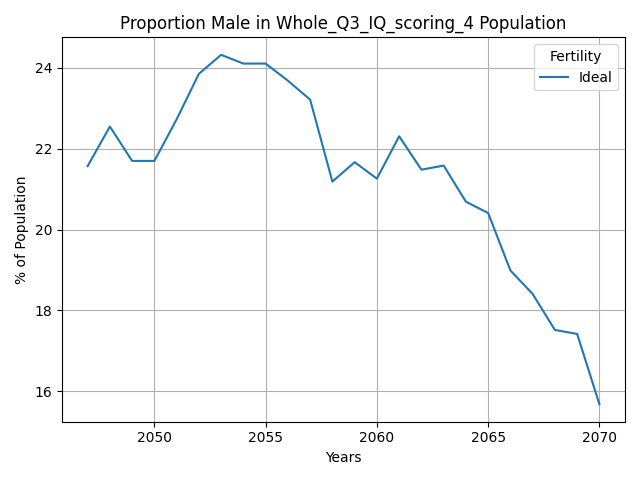 Proportion Male in Whole_Q3_IQ_scoring_4 Population
Fertility
Ideal
% of Population
24
22
20
18
16
2050 2055 2060 2065 2070
Years